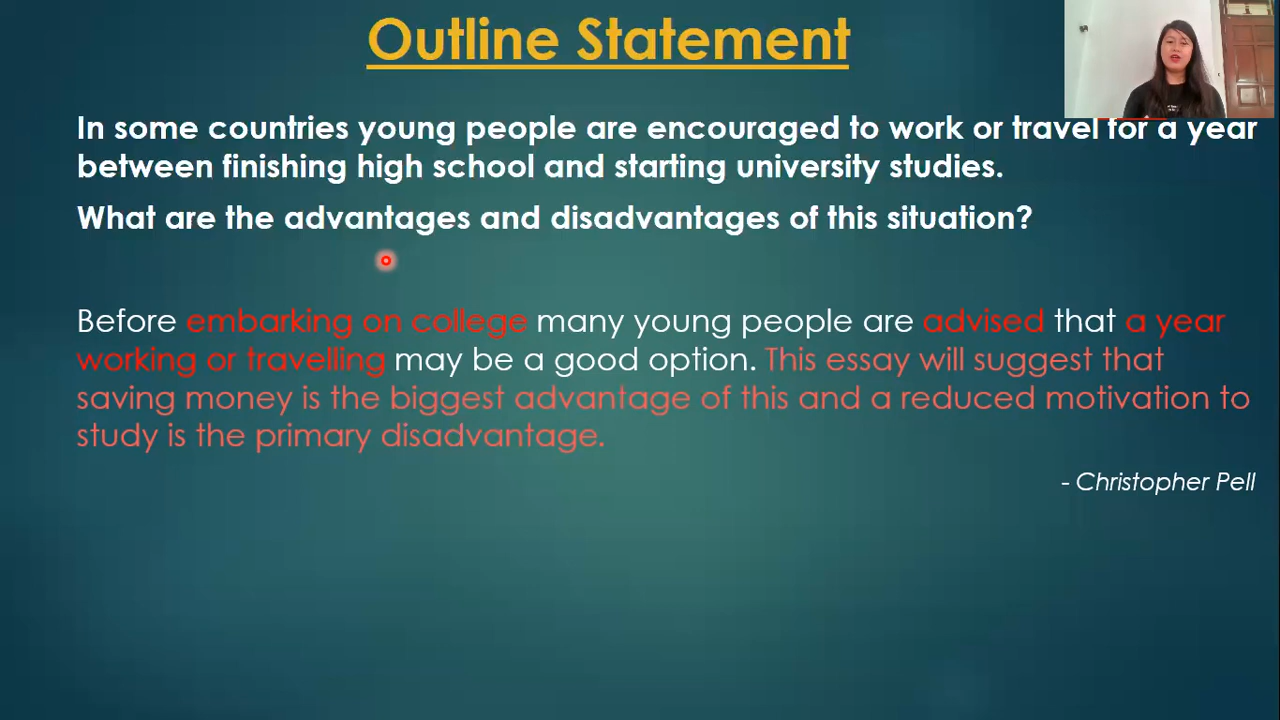 Outline Statement
In some countries young people are encouraged to work or travel for a year
between finishing high school and starting university studies.
What are the advantages and disadvantages of this situation?
Before embarking on college many young people are advised that a year
working or travelling may be a good option. This essay will suggest that
saving money is the biggest advantage of this and a reduced motivation to
study is the primary disadvantage.
- Christopher Pell